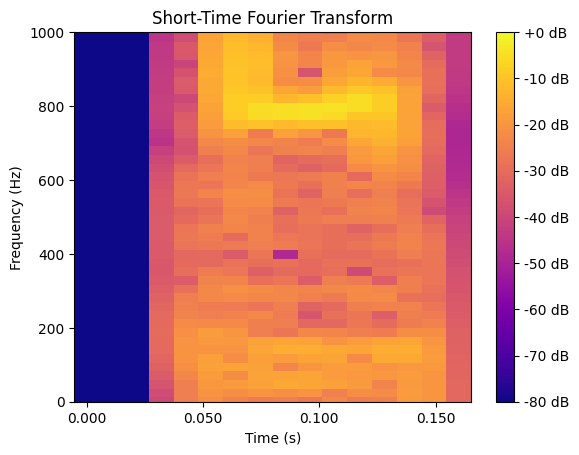 Short-Time Fourier Transform
1000
800
600
400
200
0
Frequency (Hz)
0.000
0.050
0.100
0.150
Time (s)
+0 dB
-10 dB
-20 dB
-30 dB
-40 dB
-50 dB
-60 dB
-70 dB
-80 dB